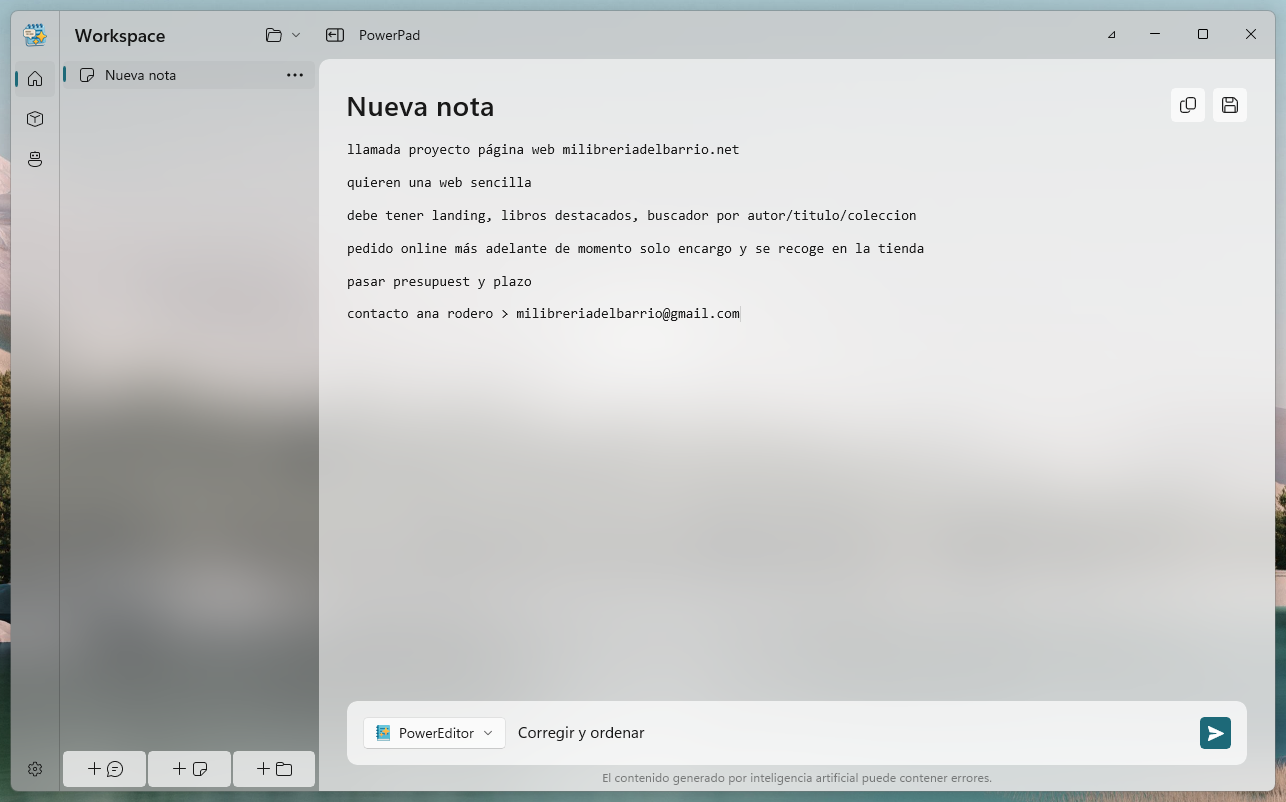 Workspace
PowerPad
Nueva nota
Nueva nota
llamada proyecto página web milibreriadelbarrio.net
quieren una web sencilla
debe tener landing, libros destacados, buscador por autor/titulo/coleccion
pedido online más adelante de momento solo encargo y se recoge en la tienda
pasar presupuest y plazo
contacto ana rodero > milibreriadelbarrio@gmail.com
PowerEditor
Corregir y ordenar
El contenido generado por inteligencia artificial puede contener errores.